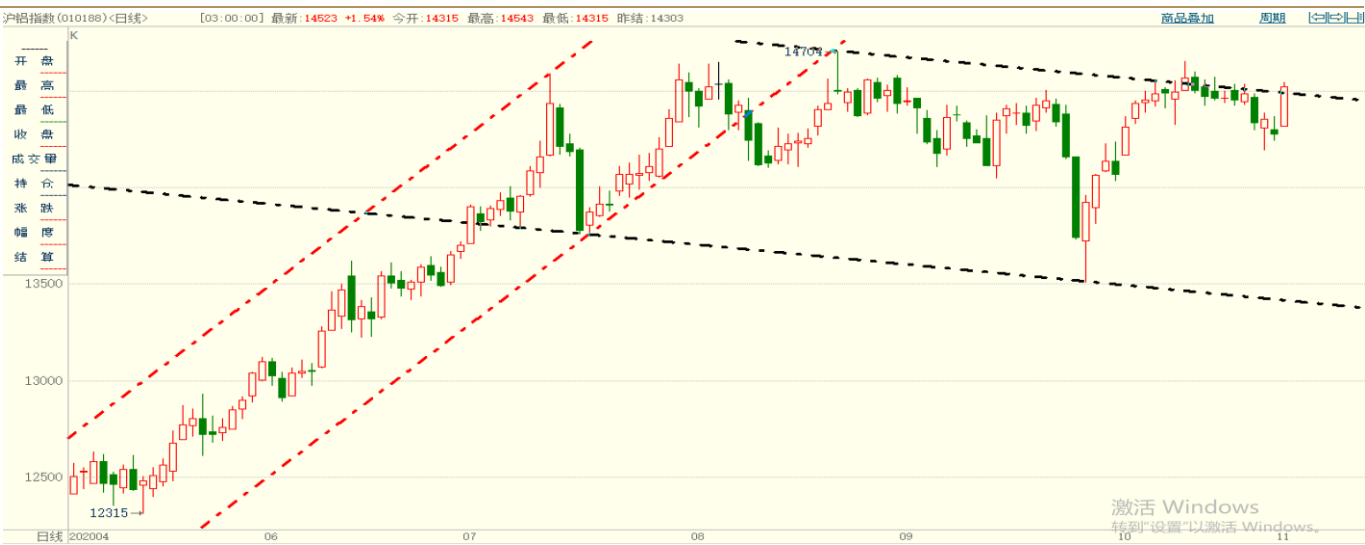 沪铝指数(010188)<日线> [03:00:00] 最新:14523 +1.54% 今开:14315 最高:14543 最低:14315 昨结:14303 商品叠加 周期
K
开 盘
最 高
最 低
收 盘
成交量
持 仓
涨 跌
幅 度
结 算
14704
13500
13000
12500
12315
激活 Windows
转到"设置"以激活 Windows。
日线 202004 06 07 08 09 10 11